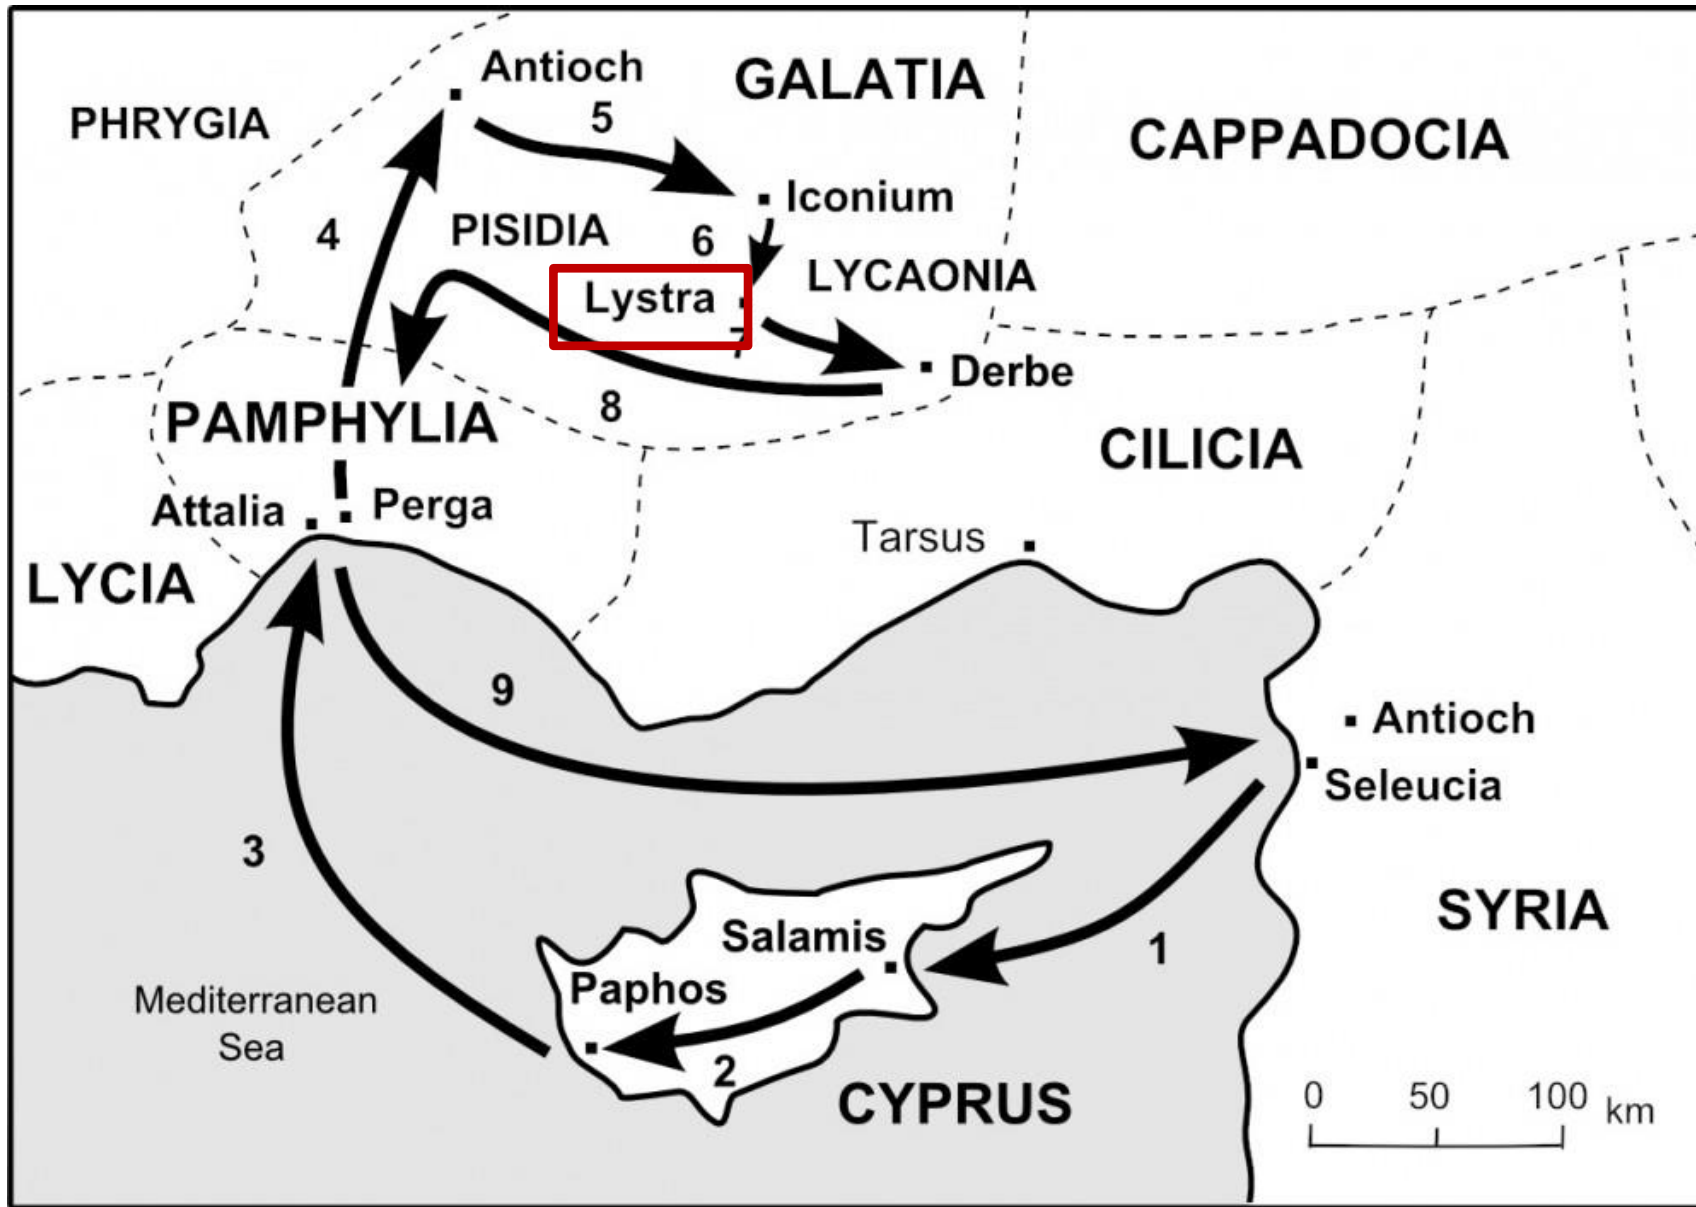 Antioch
GALATIA
PHRYGIA
5
CAPPADOCIA
Iconium
4
PISIDIA
6
LYCAONIA
Lystra
7
Derbe
8
PAMPHYLIA
CILICIA
Attalia
Perga
Tarsus
LYCIA
9
Antioch
Seleucia
3
SYRIA
Salamis
1
Paphos
Mediterranean
Sea
2
CYPRUS
0 50 100 km